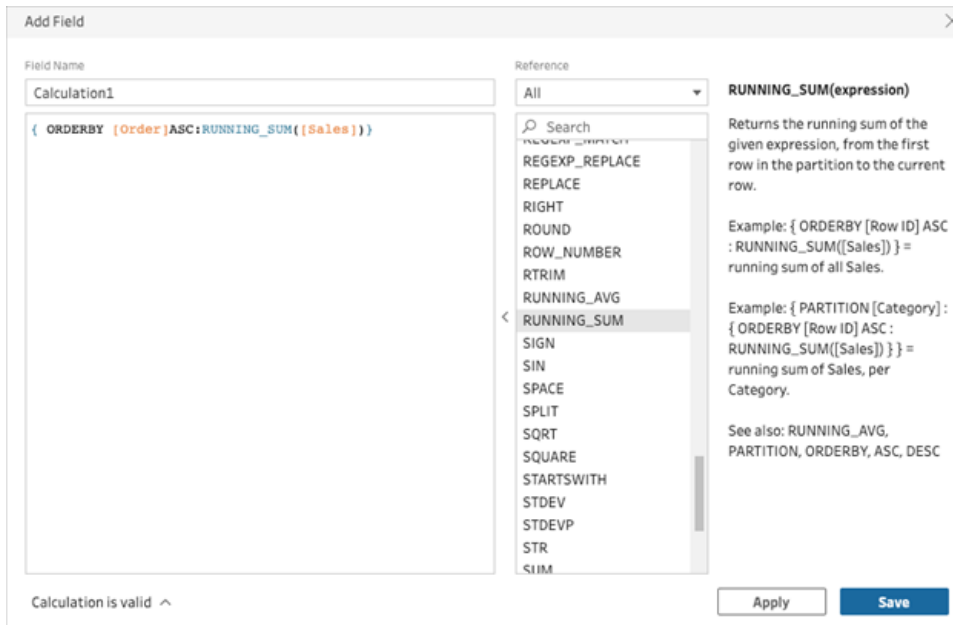 Add Field
Field Name
Calculation1
{ ORDERBY [Order]ASC:RUNNING_SUM([Sales])}
Reference
All
Search
REGEXP_MATCH
REGEXP_REPLACE
REPLACE
RIGHT
ROUND
ROW_NUMBER
RTRIM
RUNNING_AVG
RUNNING_SUM
SIGN
SIN
SPACE
SPLIT
SQRT
SQUARE
STARTSWITH
STDEV
STDEVP
STR
SUM
RUNNING_SUM(expression)
Returns the running sum of the
given expression, from the first
row in the partition to the current
row.
Example: { ORDERBY [Row ID] ASC
: RUNNING_SUM([Sales]) } =
running sum of all Sales.
Example: { PARTITION [Category] :
{ ORDERBY [Row ID] ASC :
RUNNING_SUM([Sales]) } } =
running sum of Sales, per
Category.
See also: RUNNING_AVG,
PARTITION, ORDERBY, ASC, DESC
Calculation is valid
Apply
Save